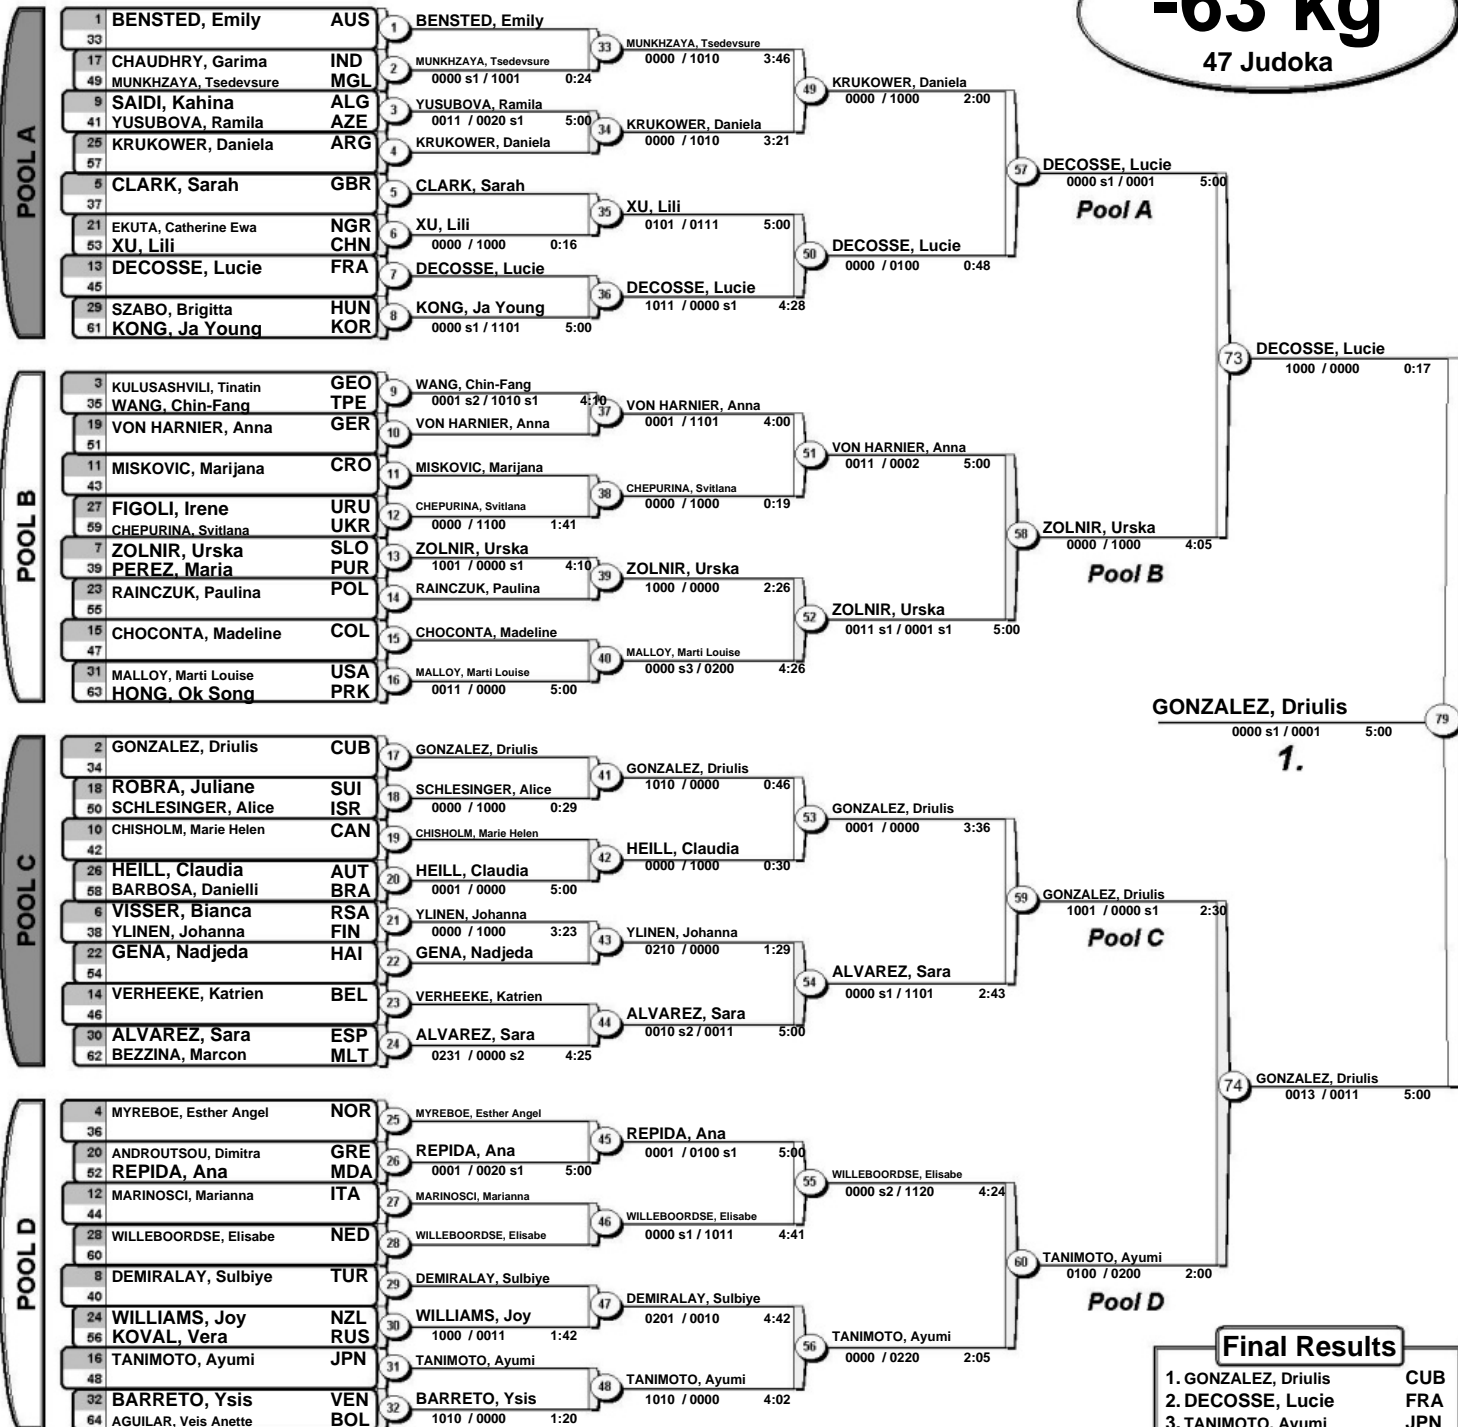 -63 kg
47 Judoka
POOL A
1 BENSTED, Emily AUS
33
17 CHAUDHRY, Garima IND
49 MUNKHZAYA, Tsedevsure MGL
9 SAIDI, Kahina ALG
41 YUSUBOVA, Ramila AZE
25 KRUKOWER, Daniela ARG
57
5 CLARK, Sarah GBR
37
21 EKUTA, Catherine Ewa NGR
53 XU, Lili CHN
13 DECOSSE, Lucie FRA
45
29 SZABO, Brigitta HUN
61 KONG, Ja Young KOR
1 BENSTED, Emily
2 MUNKHZAYA, Tsedevsure
0000 s1 / 1001 0:24
3 YUSUBOVA, Ramila
0011 / 0020 s1 5:00
4 KRUKOWER, Daniela
5 CLARK, Sarah
6 XU, Lili
0000 / 1000 0:16
7 DECOSSE, Lucie
8 KONG, Ja Young
0000 s1 / 1101 5:00
33 MUNKHZAYA, Tsedevsure
0000 / 1010 3:46
34 KRUKOWER, Daniela
0000 / 1010 3:21
35 XU, Lili
0101 / 0111 5:00
36 DECOSSE, Lucie
1011 / 0000 s1 4:28
49 KRUKOWER, Daniela
0000 / 1000 2:00
50 DECOSSE, Lucie
0000 / 0100 0:48
57 DECOSSE, Lucie
0000 s1 / 0001 5:00
Pool A
POOL B
3 KULUSASHVILI, Tinatin GEO
35 WANG, Chin-Fang TPE
19 VON HARNIER, Anna GER
51
11 MISKOVIC, Marijana CRO
43
27 FIGOLI, Irene URU
59 CHEPURINA, Svitlana UKR
7 ZOLNIR, Urska SLO
39 PEREZ, Maria PUR
23 RAINCZUK, Paulina POL
55
15 CHOCONTA, Madeline COL
47
31 MALLOY, Marti Louise USA
63 HONG, Ok Song PRK
9 WANG, Chin-Fang
0001 s2 / 1010 s1 4:10
10 VON HARNIER, Anna
11 MISKOVIC, Marijana
12 CHEPURINA, Svitlana
0000 / 1100 1:41
13 ZOLNIR, Urska
1001 / 0000 s1 4:10
14 RAINCZUK, Paulina
15 CHOCONTA, Madeline
16 MALLOY, Marti Louise
0011 / 0000 5:00
37 VON HARNIER, Anna
0001 / 1101 4:00
38 CHEPURINA, Svitlana
0000 / 1000 0:19
39 ZOLNIR, Urska
1000 / 0000 2:26
40 MALLOY, Marti Louise
0000 s3 / 0200 4:26
51 VON HARNIER, Anna
0011 / 0002 5:00
52 ZOLNIR, Urska
0011 s1 / 0001 s1 5:00
58 ZOLNIR, Urska
0000 / 1000 4:05
Pool B
73 DECOSSE, Lucie
1000 / 0000 0:17
GONZALEZ, Driulis 79
0000 s1 / 0001 5:00
1.
POOL C
2 GONZALEZ, Driulis CUB
34
18 ROBRA, Juliane SUI
50 SCHLESINGER, Alice ISR
10 CHISHOLM, Marie Helen CAN
42
26 HEILL, Claudia AUT
58 BARBOSA, Danielli BRA
6 VISSER, Bianca RSA
38 YLINEN, Johanna FIN
22 GENA, Nadjeda HAI
54
14 VERHEEKE, Katrien BEL
46
30 ALVAREZ, Sara ESP
62 BEZZINA, Marcon MLT
17 GONZALEZ, Driulis
18 SCHLESINGER, Alice
0000 / 1000 0:29
19 CHISHOLM, Marie Helen
20 HEILL, Claudia
0001 / 0000 5:00
21 YLINEN, Johanna
0000 / 1000 3:23
22 GENA, Nadjeda
23 VERHEEKE, Katrien
24 ALVAREZ, Sara
0231 / 0000 s2 4:25
41 GONZALEZ, Driulis
1010 / 0000 0:46
42 HEILL, Claudia
0000 / 1000 0:30
43 YLINEN, Johanna
0210 / 0000 1:29
44 ALVAREZ, Sara
0010 s2 / 0011 5:00
53 GONZALEZ, Driulis
0001 / 0000 3:36
54 ALVAREZ, Sara
0000 s1 / 1101 2:43
59 GONZALEZ, Driulis
1001 / 0000 s1 2:30
Pool C
POOL D
4 MYREBOE, Esther Angel NOR
36
20 ANDROUTSOU, Dimitra GRE
52 REPIDA, Ana MDA
12 MARINOSCI, Marianna ITA
44
28 WILLEBOORDSE, Elisabe NED
60
8 DEMIRALAY, Sulbiye TUR
40
24 WILLIAMS, Joy NZL
56 KOVAL, Vera RUS
16 TANIMOTO, Ayumi JPN
48
32 BARRETO, Ysis VEN
64 AGUILAR, Veis Anette BOL
25 MYREBOE, Esther Angel
26 REPIDA, Ana
0001 / 0020 s1 5:00
27 MARINOSCI, Marianna
28 WILLEBOORDSE, Elisabe
29 DEMIRALAY, Sulbiye
30 WILLIAMS, Joy
1000 / 0011 1:42
31 TANIMOTO, Ayumi
32 BARRETO, Ysis
1010 / 0000 1:20
45 REPIDA, Ana
0001 / 0100 s1 5:00
46 WILLEBOORDSE, Elisabe
0000 s1 / 1011 4:41
47 DEMIRALAY, Sulbiye
0201 / 0010 4:42
48 TANIMOTO, Ayumi
1010 / 0000 4:02
55 WILLEBOORDSE, Elisabe
0000 s2 / 1120 4:24
56 TANIMOTO, Ayumi
0000 / 0220 2:05
60 TANIMOTO, Ayumi
0100 / 0200 2:00
Pool D
74 GONZALEZ, Driulis
0013 / 0011 5:00
Final Results
1. GONZALEZ, Driulis CUB
2. DECOSSE, Lucie FRA
3. TANIMOTO, Ayumi JPN